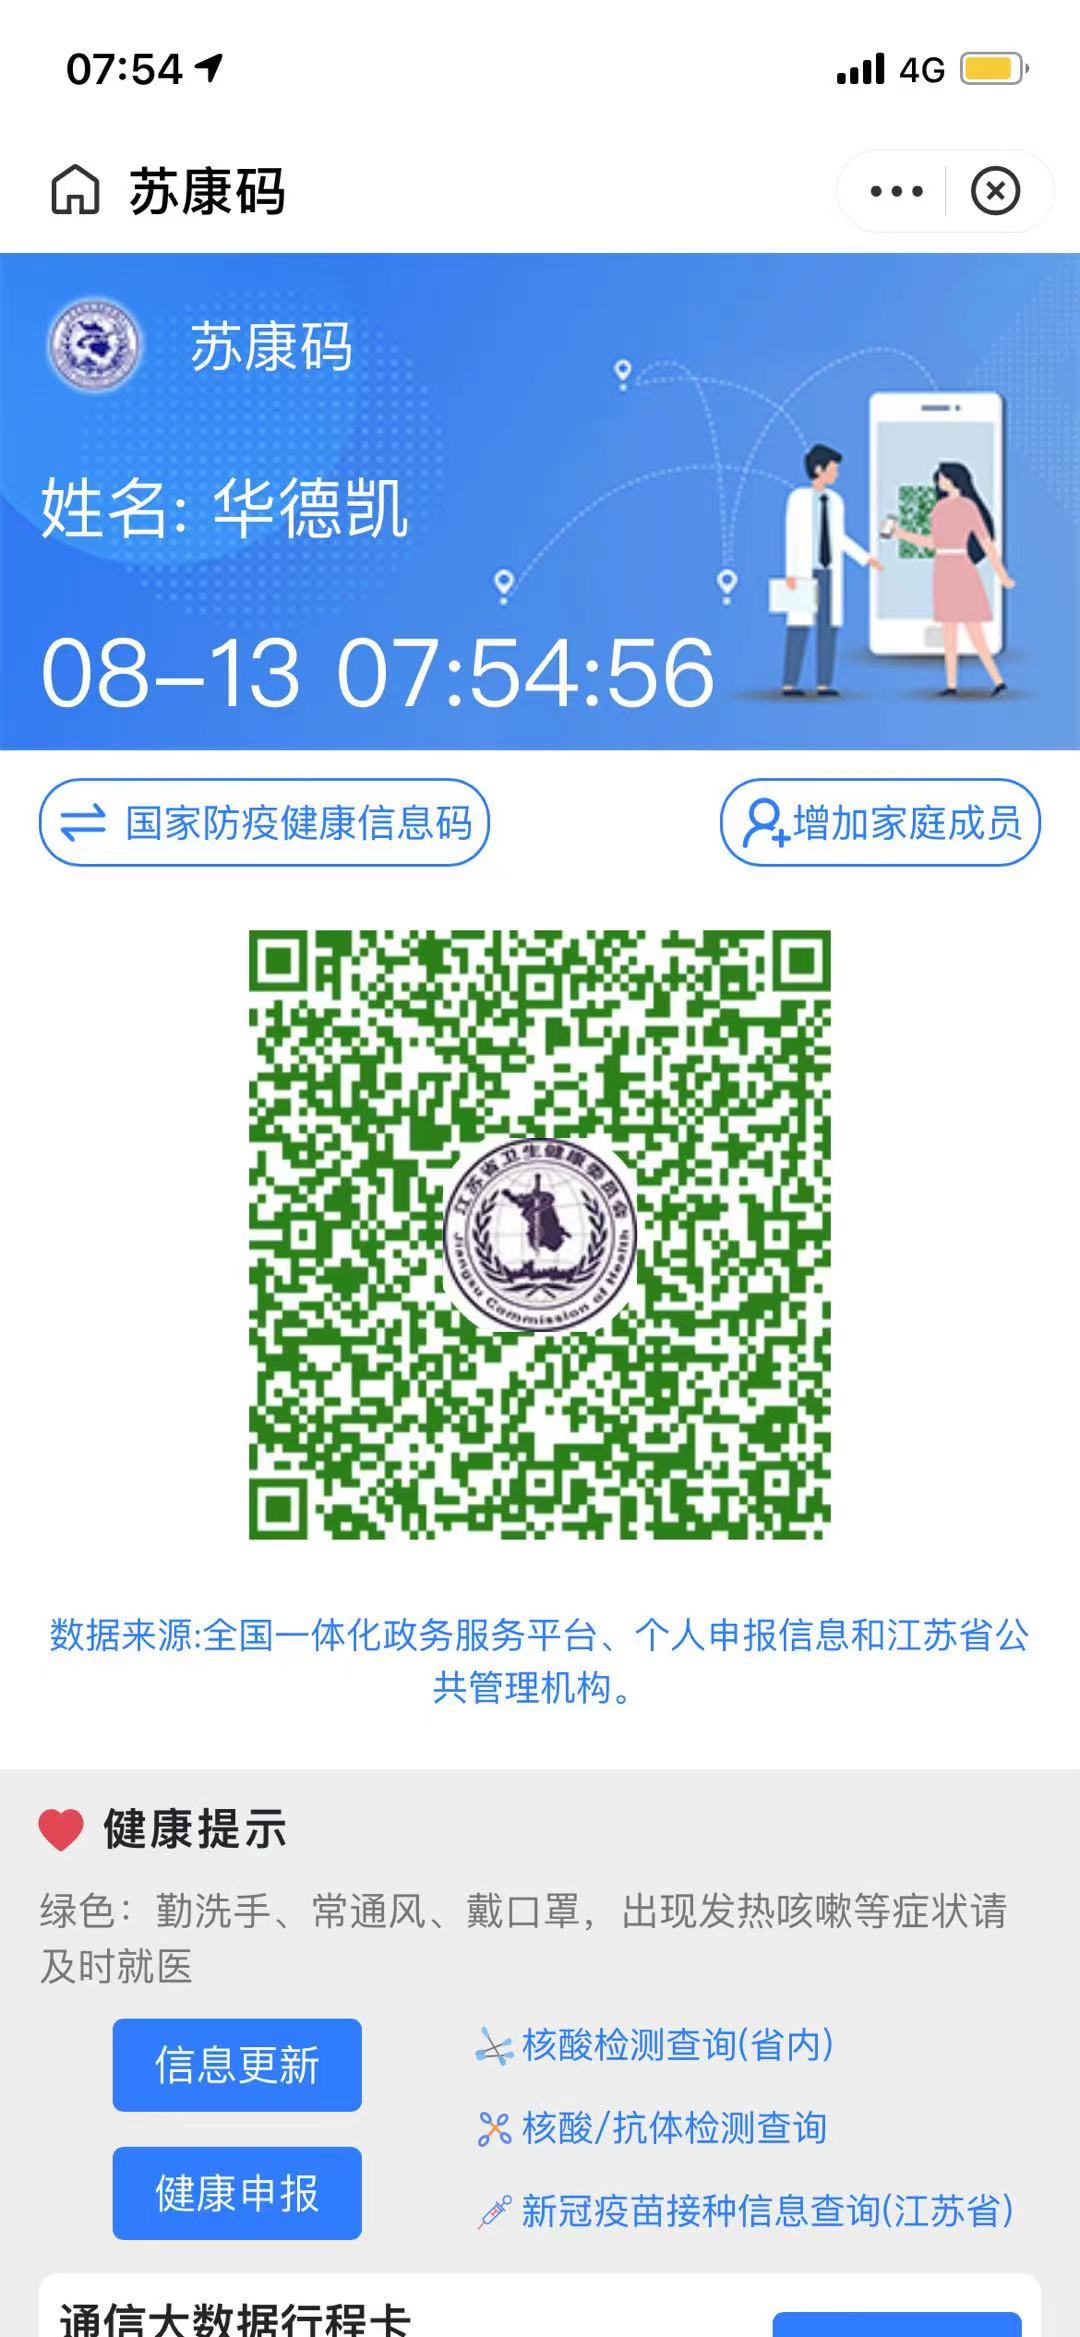 07:54
4G
苏康码
苏康码
姓名: 华德凯
08-13 07:54:56
国家防疫健康信息码
增加家庭成员
江苏省卫生健康委员会
Jiangsu Commission of Health
数据来源:全国一体化政务服务平台、个人申报信息和江苏省公
共管理机构。
健康提示
绿色：勤洗手、常通风、戴口罩，出现发热咳嗽等症状请
及时就医
信息更新
核酸检测查询(省内)
核酸/抗体检测查询
健康申报
新冠疫苗接种信息查询(江苏省)
通信大数据行程卡